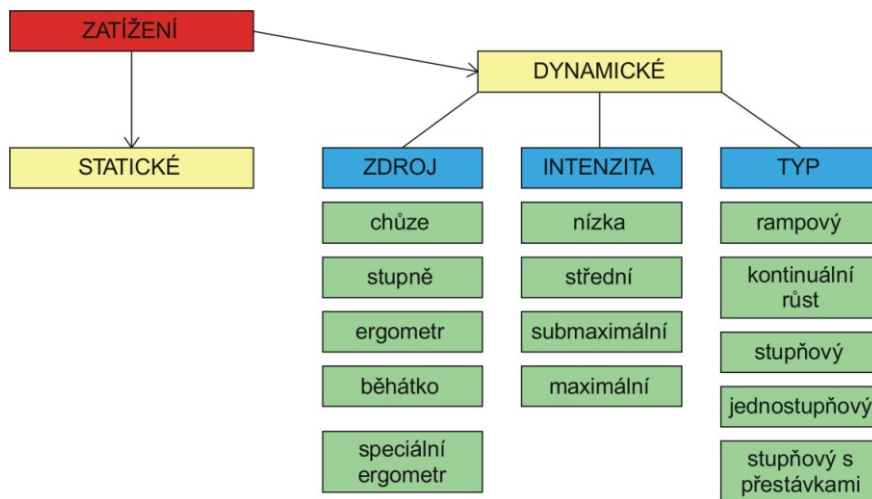 ZATÍŽENÍ
DYNAMICKÉ
STATICKÉ
ZDROJ
INTENZITA
TYP
chůze
nízka
rampový
stupně
střední
kontinuální
růst
ergometr
submaximální
stupňový
běhátko
maximální
jednostupňový
speciální
ergometr
stupňový s
přestávkami